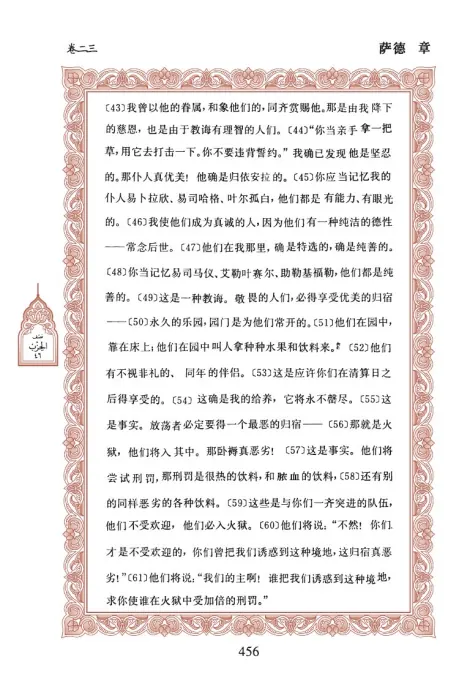 卷二三
萨德 章
〔43〕我曾以他的眷属，和象他们的，同齐赏赐他。那是由我 降下
的慈恩，也是由于教诲有理智的人们。〔44〕“你当亲手 拿一把
草，用它去打击一下。你不要违背誓约。”我确已发现 他是坚忍
的。那仆人真优美！他确是归依安拉的。〔45〕你应 当记忆我的
仆人易卜拉欣、易司哈格、叶尔孤白，他们都是 有能力、有眼光
的。〔46〕我使他们成为真诚的人，因为他们有一种纯洁的德性
——常念后世。〔47〕他们在我那里，确是特选的，确是纯善的。
〔48〕你当记忆易司马仪、艾勒叶赛尔、助勒基福勒，他们都是纯
善的。〔49〕这是一种教诲。敬畏的人们，必得享受优美的归宿
——〔50〕永久的乐园，园门是为他们常开的。〔51〕他们在园中，
靠在床上；他们在园中叫人拿种种水果和饮料来。〔52〕他们
有不视非礼的、 同年的伴侣。〔53〕这是应许你们在清算日之
后得享受的。〔54〕 这确是我的给养，它将永不罄尽。〔55〕这
是事实。放荡者必定要得一个最恶的归宿——〔56〕那就是火
狱，他们将入 其中。那卧褥真恶劣！〔57〕这是事实。他们将
尝试刑罚，那刑罚是很热的饮料，和脓血的饮料，〔58〕还有别
的同样恶劣的各种饮料。〔59〕这些是与你们一齐突进的队伍，
他们不受欢迎，他们必入火狱。〔60〕他们将说：“不然！你们
才是不受欢迎的，你们曾把我们诱惑到这种境地，这归宿真恶
劣！”〔61〕他们将说：“我们的主啊！谁把我们诱惑到这种境地，
求你使谁在火狱中受加倍的刑罚。”
نصف
الحزب
٤٦
456